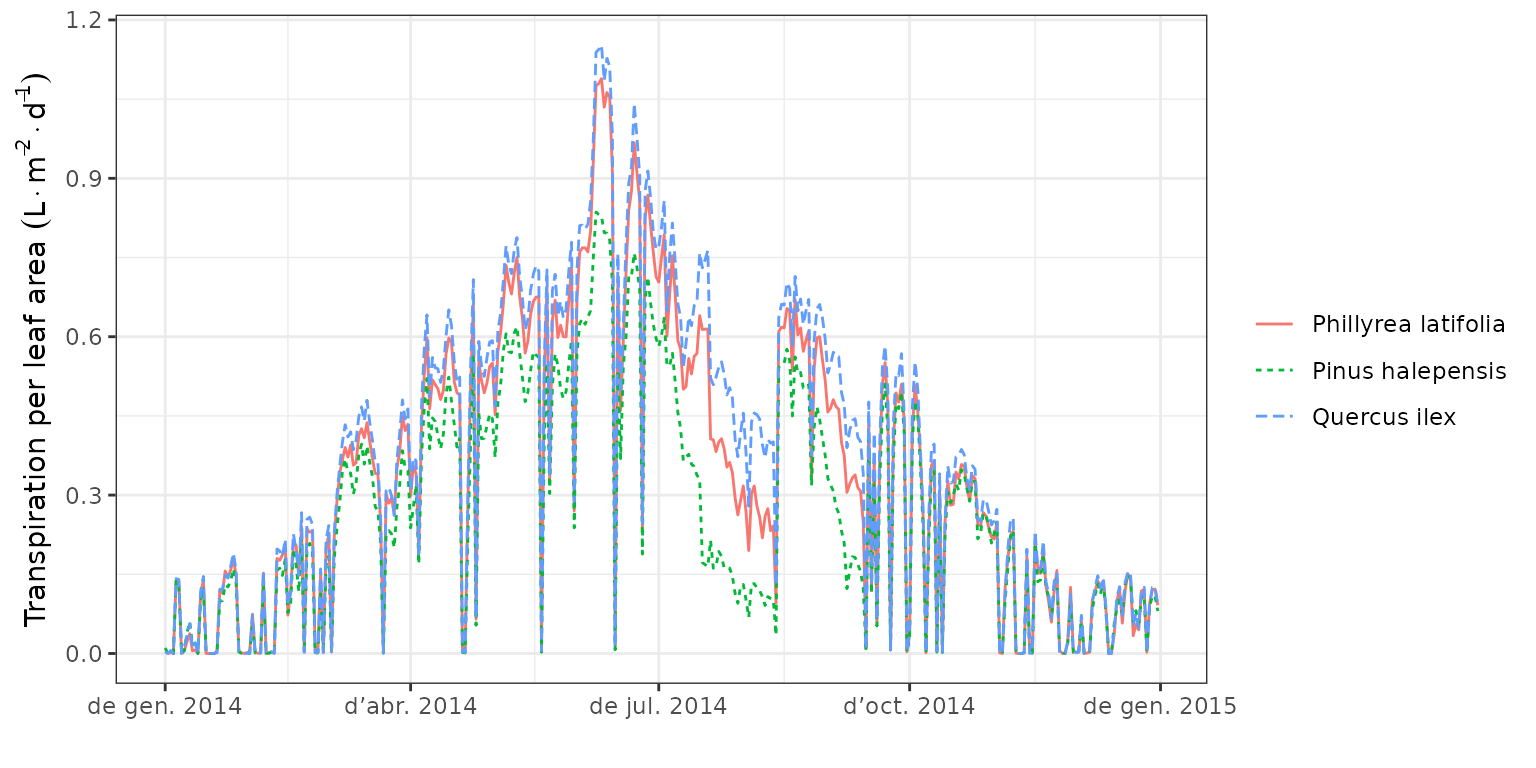 Transpiration per leaf area (L · m⁻² · d⁻¹)
1.2
0.9
0.6
0.3
0.0
de gen. 2014
d’abr. 2014
de jul. 2014
d’oct. 2014
de gen. 2015
Phillyrea latifolia
Pinus halepensis
Quercus ilex